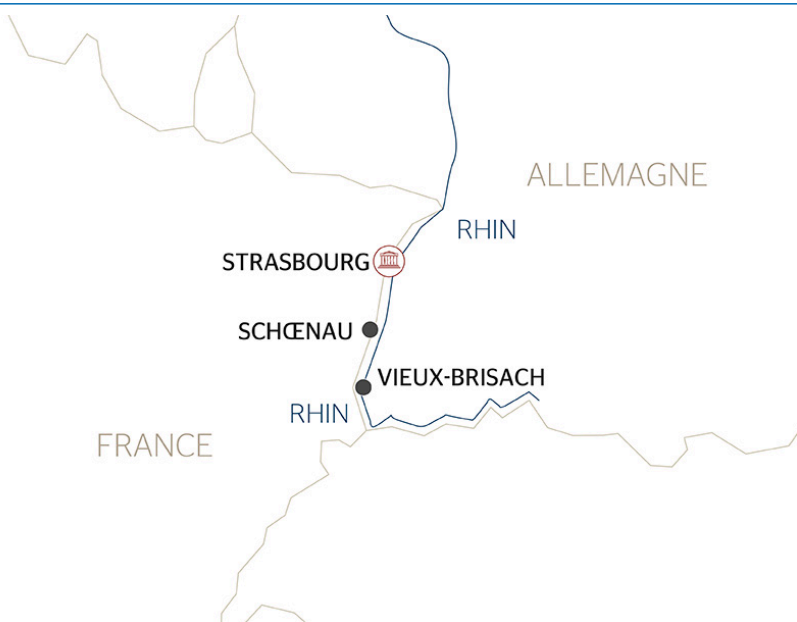 ALLEMAGNE
RHIN
STRASBOURG
SCHŒNAU
VIEUX-BRISACH
RHIN
FRANCE